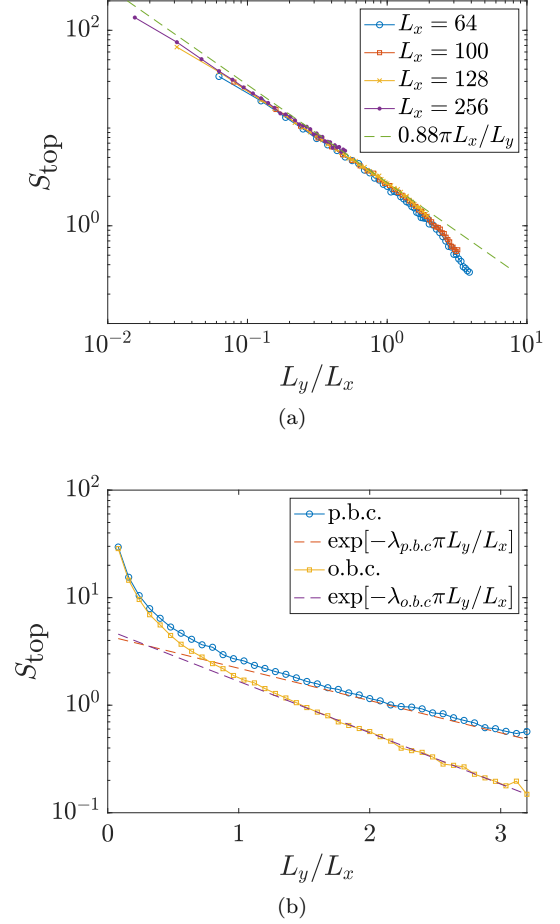 10^2
10^0
S_top
10^-2
10^-1
10^0
10^1
L_y/L_x
L_x = 64
L_x = 100
L_x = 128
L_x = 256
0.88πL_x/L_y
(a)
10^2
10^1
10^0
10^-1
S_top
0
1
2
3
L_y/L_x
p.b.c.
exp[−λ_p.b.c πL_y/L_x]
o.b.c.
exp[−λ_o.b.c πL_y/L_x]
(b)